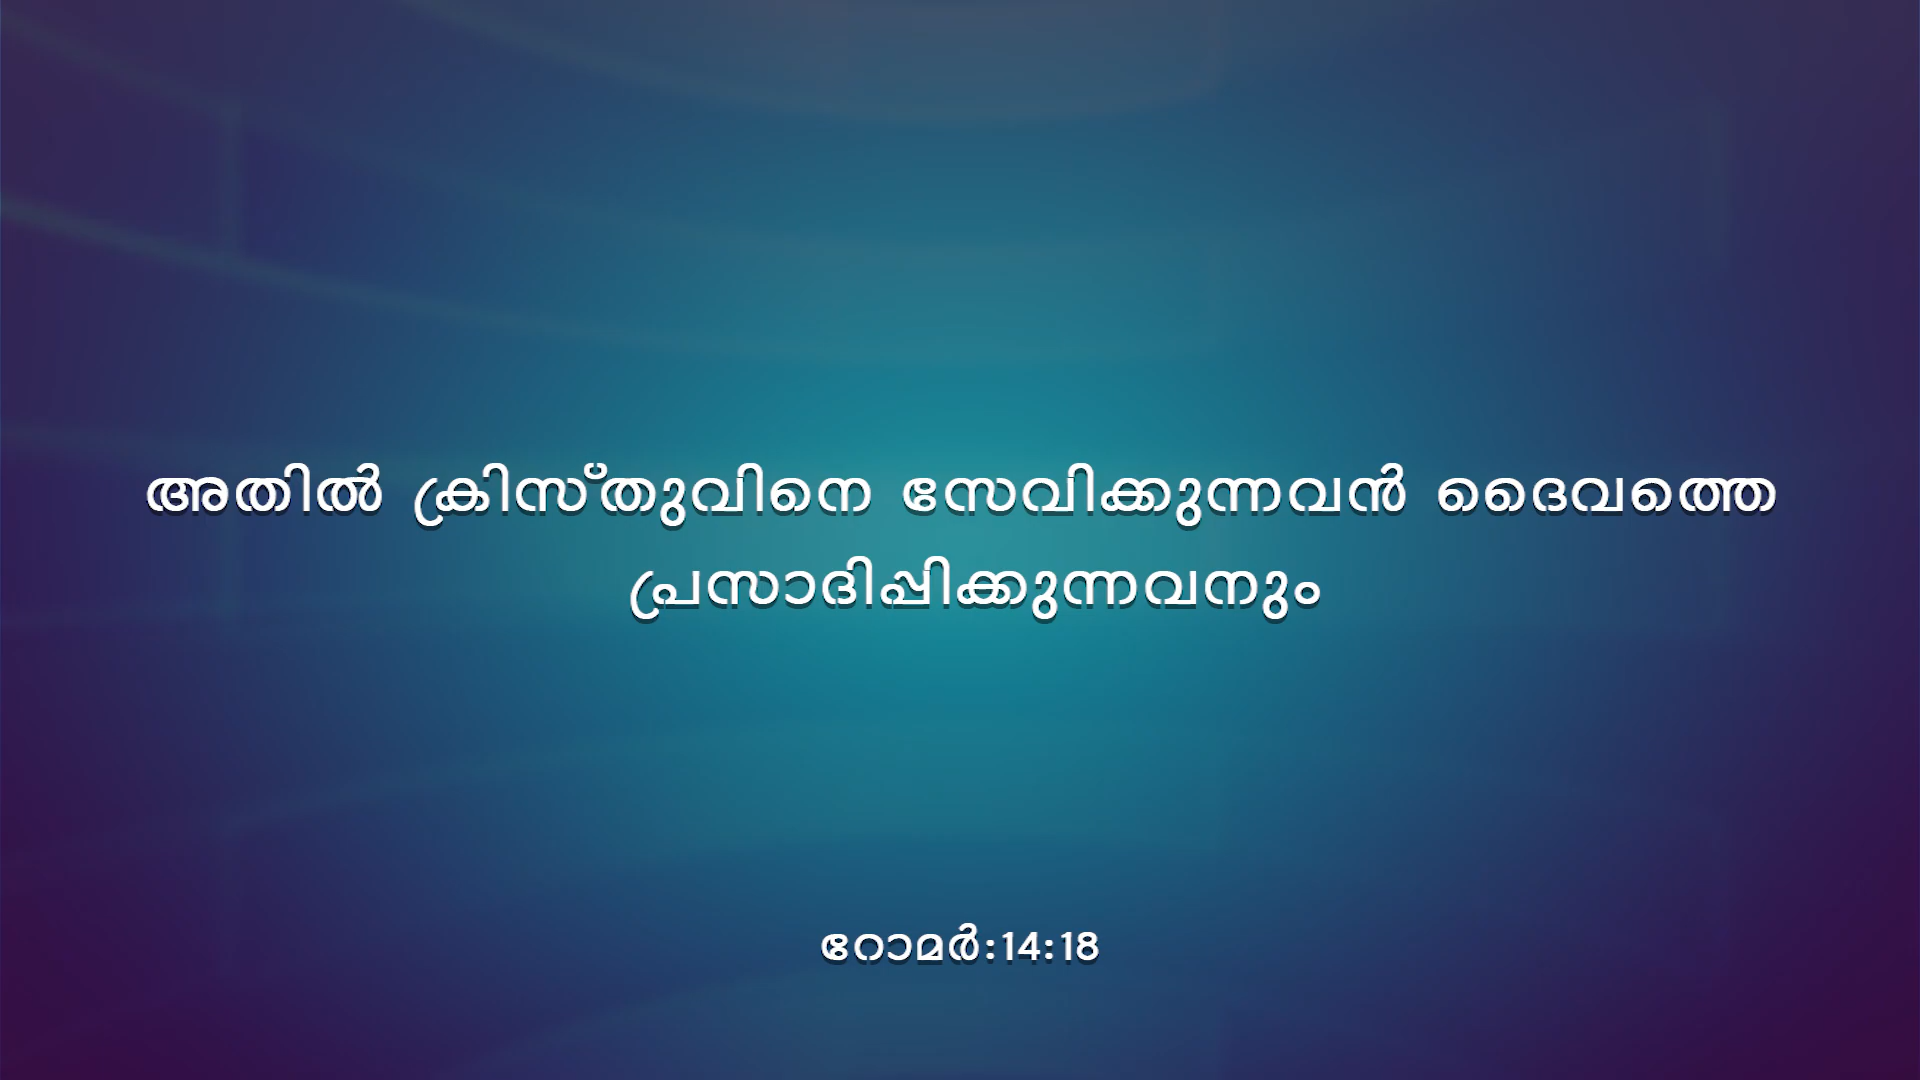 അതിൽ ക്രിസ്തുവിനെ സേവിക്കുന്നവൻ ദൈവത്തെ
പ്രസാദിപ്പിക്കുന്നവനും
റോമർ:14:18